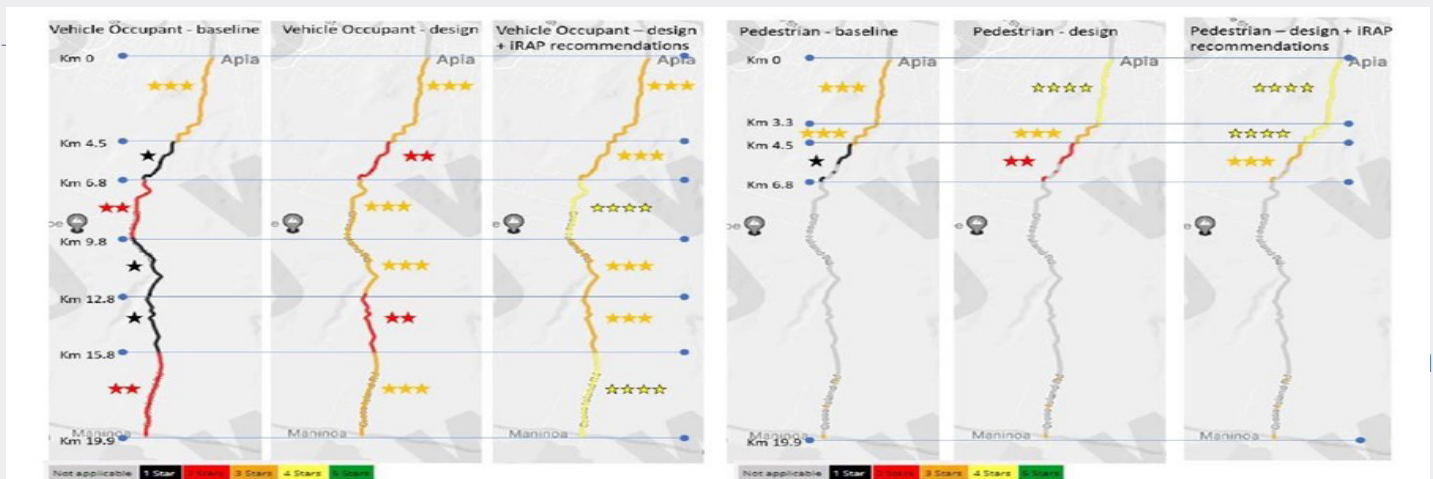 Vehicle Occupant - baseline
Vehicle Occupant - design
Vehicle Occupant – design
+ iRAP recommendations
Km 0
Apia
Apia
Apia
Km 4.5
Km 6.8
Km 9.8
Km 12.8
Km 15.8
Km 19.9
Maninoa
Maninoa
Maninoa
Not applicable 1 Star 2 Stars 3 Stars 4 Stars 5 Stars
Pedestrian - baseline
Pedestrian - design
Pedestrian – design + iRAP
recommendations
Km 0
Apia
Apia
Apia
Km 3.3
Km 4.5
Km 6.8
Km 19.9
Maninoa
Maninoa
Maninoa
Not applicable 1 Star 2 Stars 3 Stars 4 Stars 5 Stars